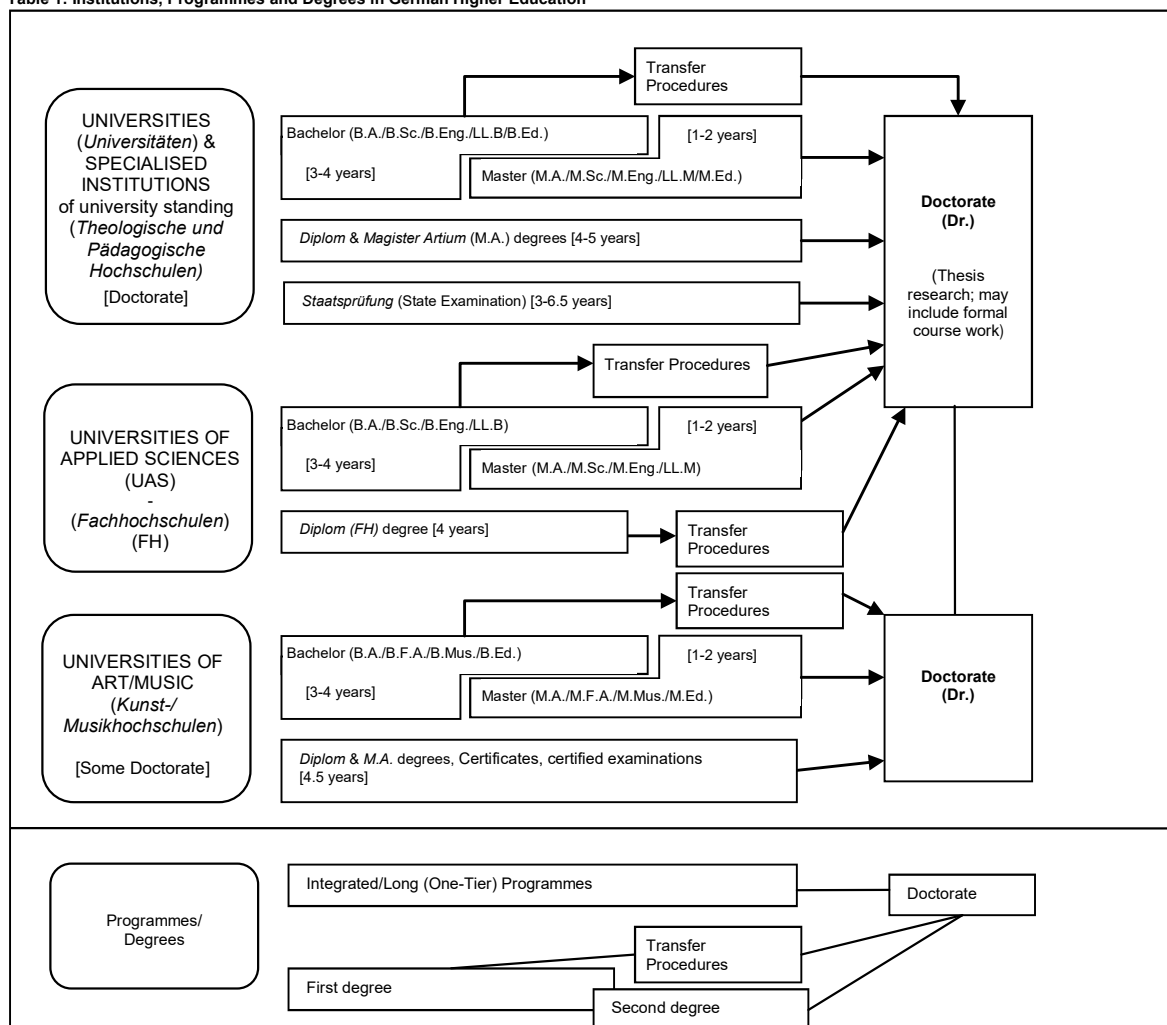 Table 1: Institutions, Programmes and Degrees in German Higher Education
UNIVERSITIES
(Universitäten) &
SPECIALISED
INSTITUTIONS
of university standing
(Theologische und
Pädagogische
Hochschulen)
[Doctorate]
Transfer
Procedures
Bachelor (B.A./B.Sc./B.Eng./LL.B/B.Ed.)
[3-4 years]
[1-2 years]
Master (M.A./M.Sc./M.Eng./LL.M/M.Ed.)
Diplom & Magister Artium (M.A.) degrees [4-5 years]
Staatsprüfung (State Examination) [3-6.5 years]
Doctorate
(Dr.)
(Thesis
research; may
include formal
course work)
UNIVERSITIES OF
APPLIED SCIENCES
(UAS)
-
(Fachhochschulen)
(FH)
Transfer Procedures
Bachelor (B.A./B.Sc./B.Eng./LL.B)
[3-4 years]
[1-2 years]
Master (M.A./M.Sc./M.Eng./LL.M)
Diplom (FH) degree [4 years]
Transfer
Procedures
UNIVERSITIES OF
ART/MUSIC
(Kunst-/
Musikhochschulen)
[Some Doctorate]
Transfer
Procedures
Bachelor (B.A./B.F.A./B.Mus./B.Ed.)
[3-4 years]
[1-2 years]
Master (M.A./M.F.A./M.Mus./M.Ed.)
Diplom & M.A. degrees, Certificates, certified examinations
[4.5 years]
Doctorate
(Dr.)
Programmes/
Degrees
Integrated/Long (One-Tier) Programmes
Doctorate
Transfer
Procedures
First degree
Second degree